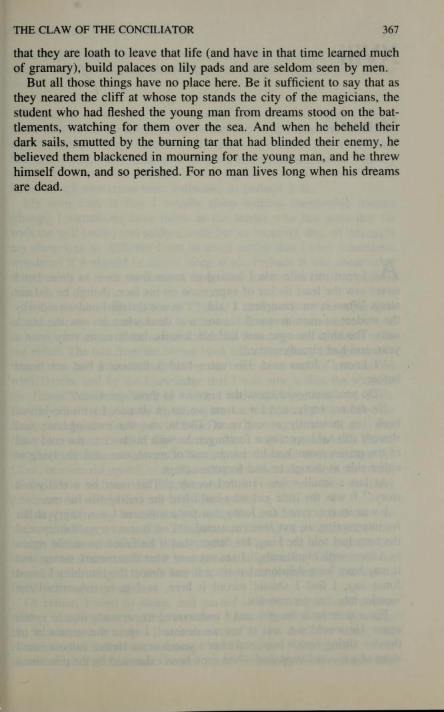 THE CLAW OF THE CONCILIATOR 367
that they are loath to leave that life (and have in that time learned much
of gramary), build palaces on lily pads and are seldom seen by men.
But all those things have no place here. Be it sufficient to say that as
they neared the cliff at whose top stands the city of the magicians, the
student who had fleshed the young man from dreams stood on the bat-
tlements, watching for them over the sea. And when he beheld their
dark sails, smutted by the burning tar that had blinded their enemy, he
believed them blackened in mourning for the young man, and he threw
himself down, and so perished. For no man lives long when his dreams
are dead.